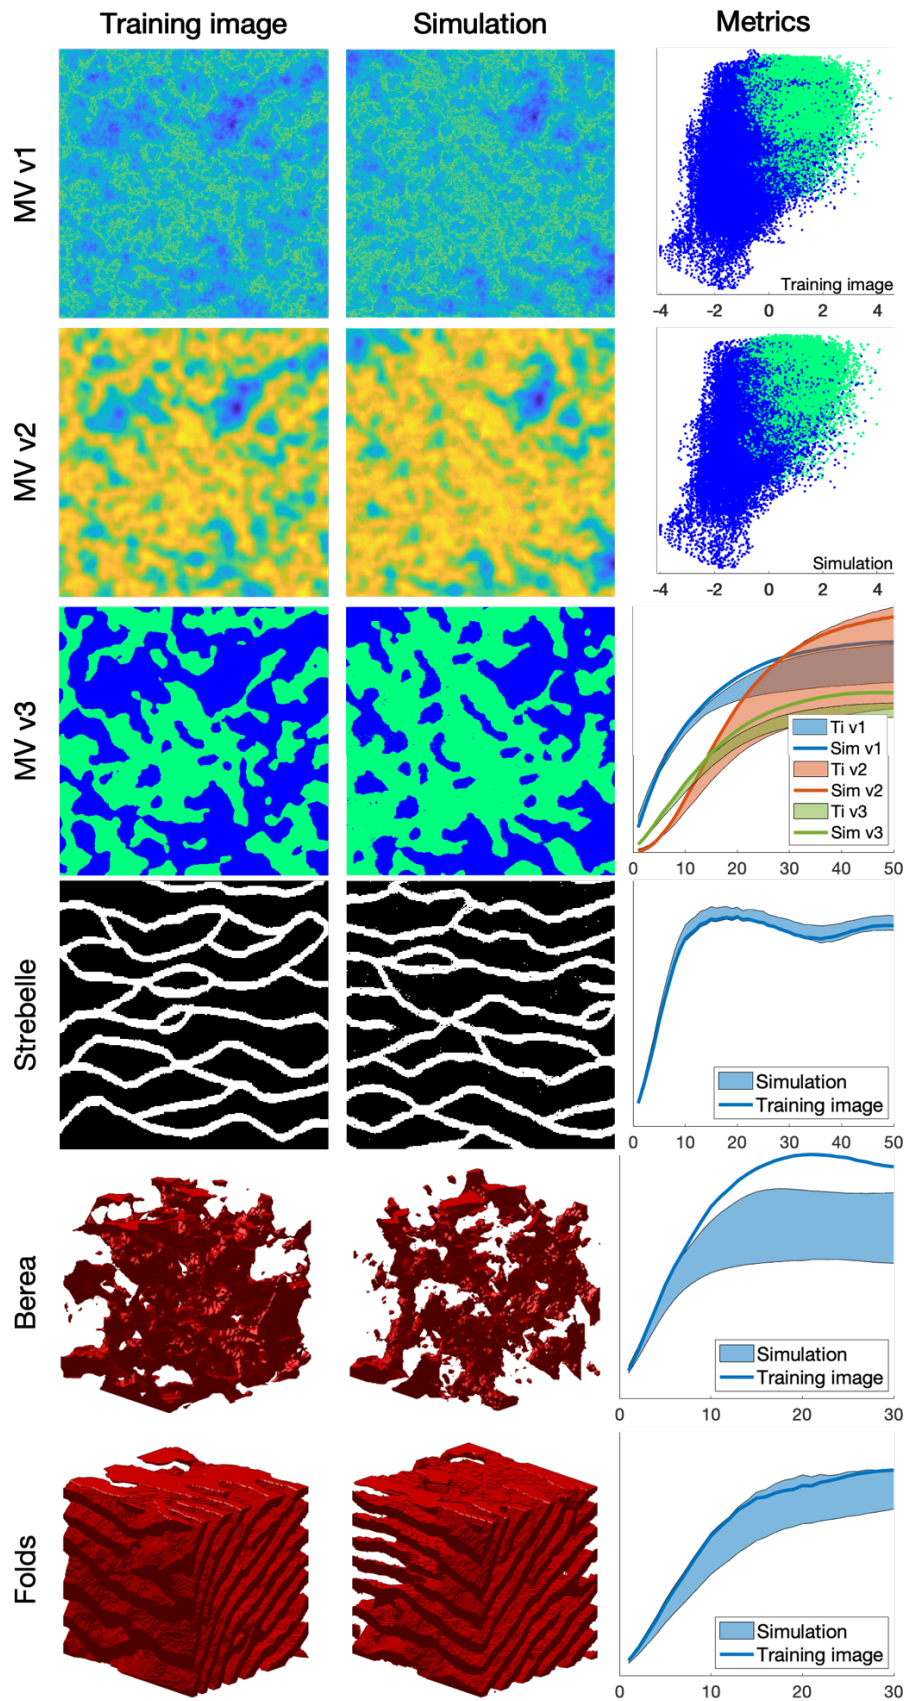 Training image Simulation Metrics
MV v1
Training image
-4 -2 0 2 4
MV v2
Simulation
-4 -2 0 2 4
MV v3
Ti v1
Sim v1
Ti v2
Sim v2
Ti v3
Sim v3
0 10 20 30 40 50
Strebelle
Simulation
Training image
0 10 20 30 40 50
Berea
Simulation
Training image
0 10 20 30
Folds
Simulation
Training image
0 10 20 30